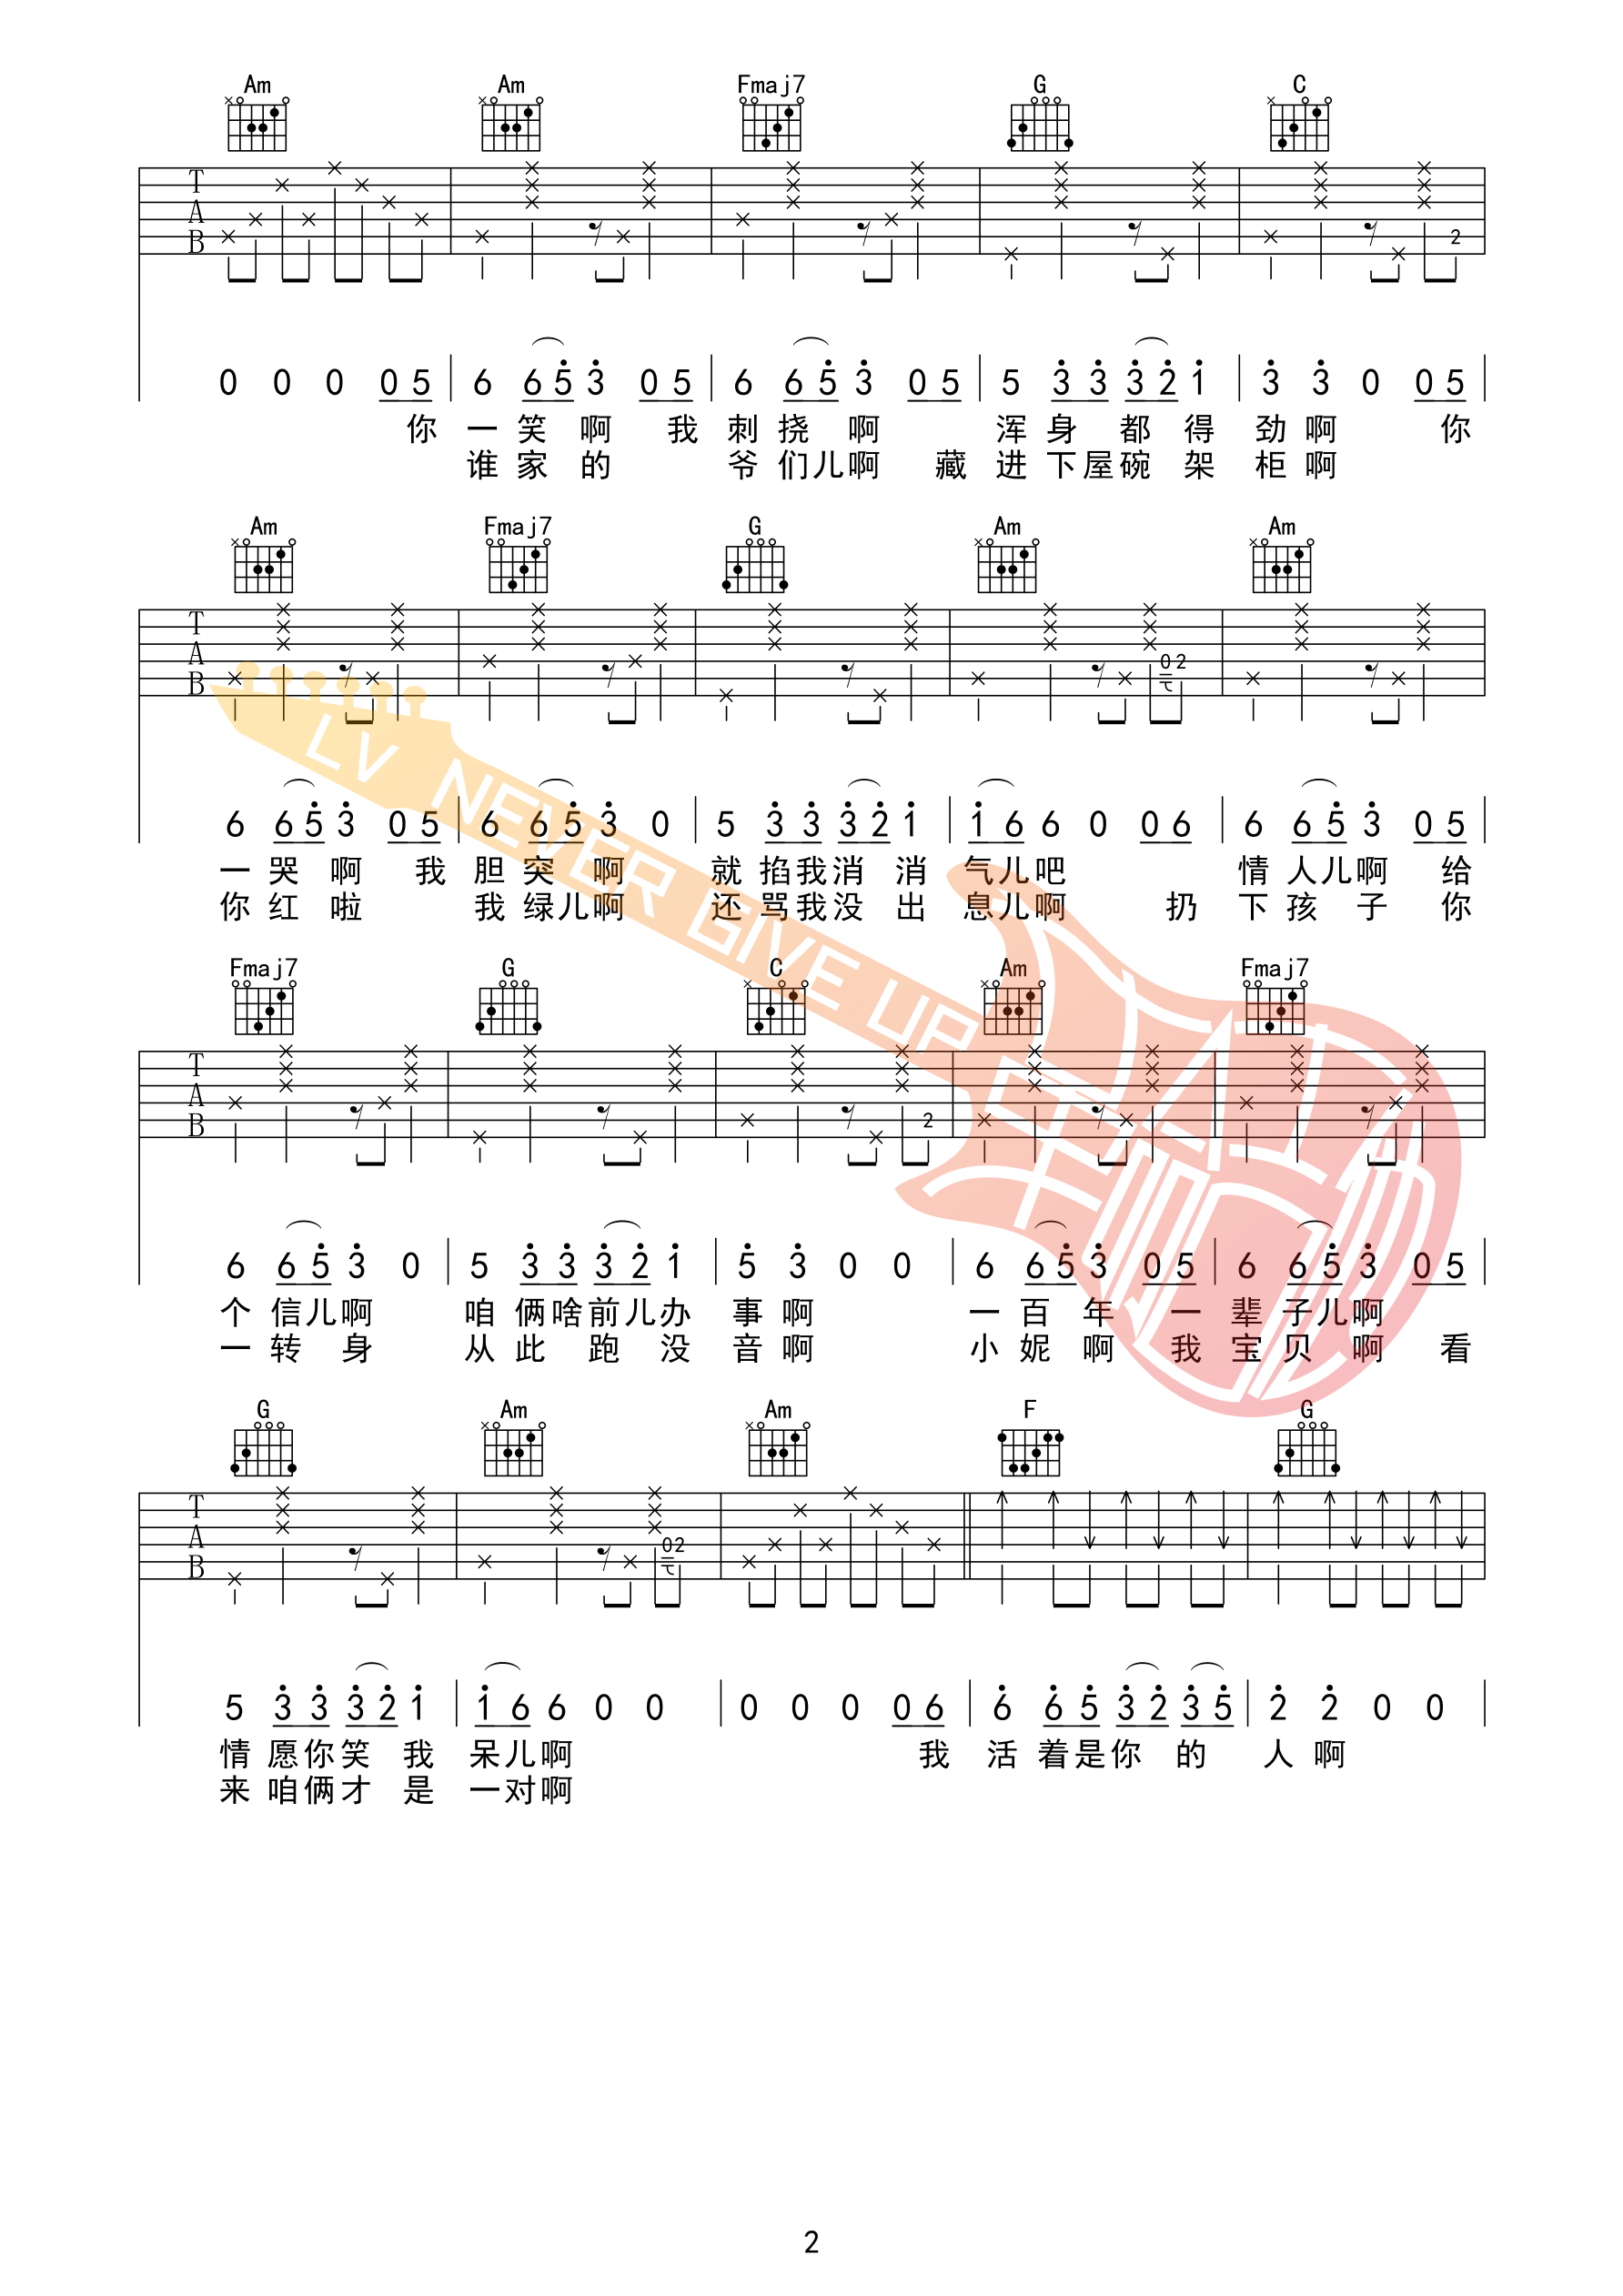 Am Am Fmaj7 G C
T A B 2
0 0 0 0 5 6 6 5 3 0 5 6 6 5 3 0 5 5 3 3 3 2 1 3 3 0 0 5
你 一 笑 啊 我 刺 挠 啊 浑 身 都 得 劲 啊 你
谁 家 的 爷 们儿啊 藏 进 下屋碗 架 柜 啊
Am Fmaj7 G Am Am
T A B 0 2
6 6 5 3 0 5 6 6 5 3 0 5 3 3 3 2 1 1 6 6 0 0 6 6 6 5 3 0 5
一 哭 啊 我 胆 突 啊 就 掐我消 消 气儿吧 情 人儿啊 给
你 红 啦 我 绿儿啊 还 骂我没 出 息儿啊 扔 下 孩 子 你
LV NEVER GIVE UP
Fmaj7 G C Am Fmaj7
T A B 2
6 6 5 3 0 5 3 3 3 2 1 5 3 0 0 6 6 5 3 0 5 6 6 5 3 0 5
个 信儿啊 咱 俩啥前儿办 事 啊 一 百 年 一 辈 子儿啊
一 转 身 从 此 跑 没 音 啊 小 妮 啊 我 宝 贝 啊 看
G Am Am F G
T A B 0 2
5 3 3 3 2 1 1 6 6 0 0 0 0 0 0 6 6 6 5 3 2 3 5 2 2 0 0
情 愿你笑 我 呆儿啊 我 活 着是你 的 人 啊
来 咱俩才 是 一对啊
2